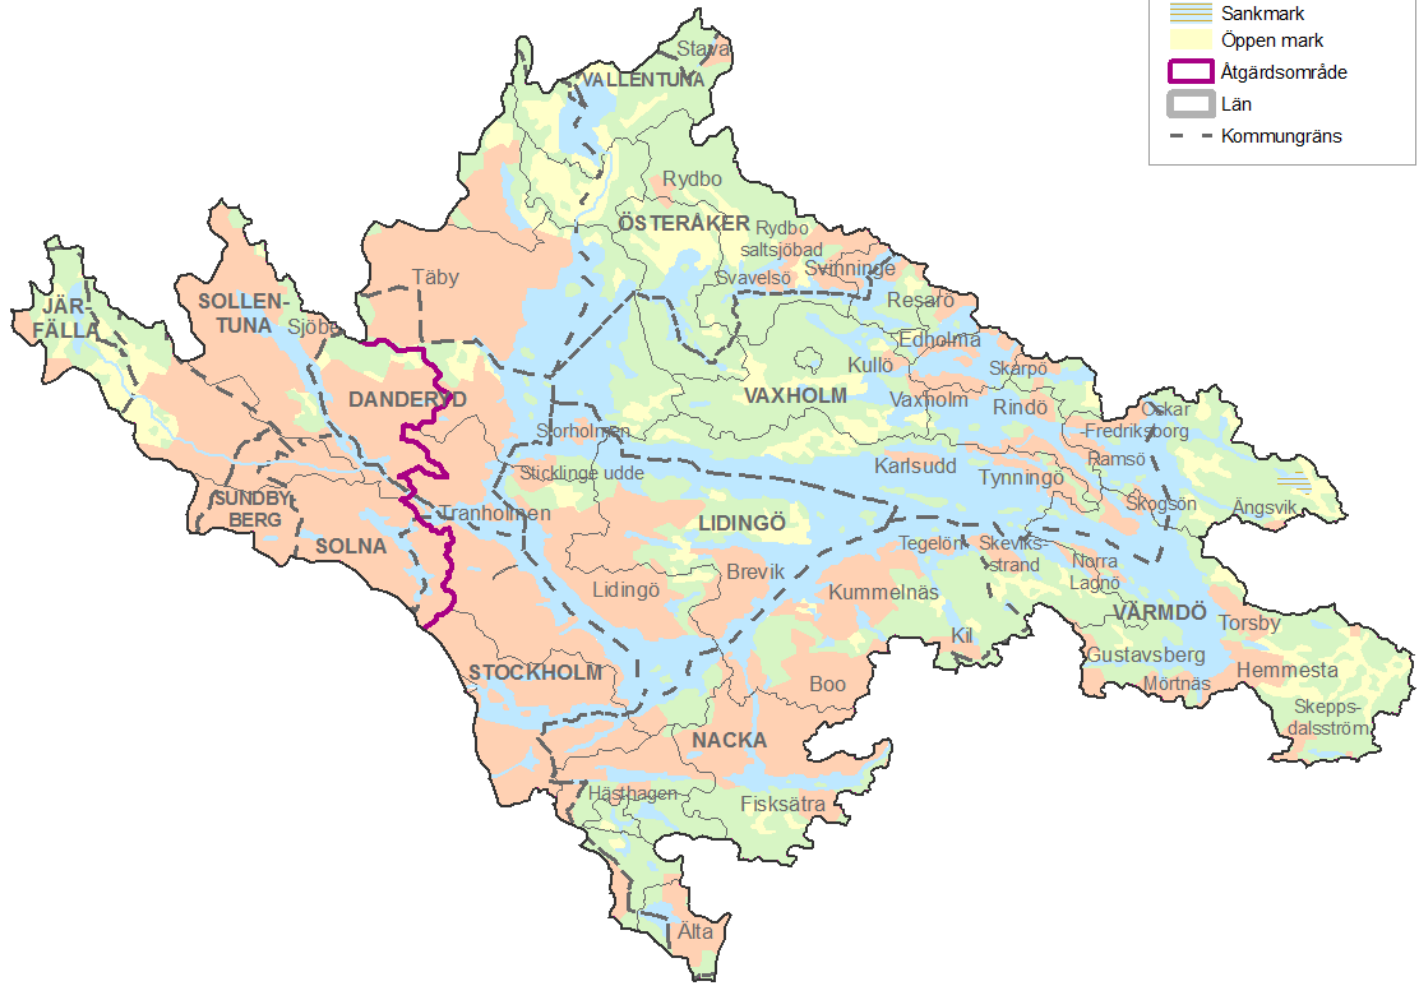 Sankmark
Öppen mark
Åtgärdsområde
Län
Kommungräns
Stava
VALLENTUNA
Rydbo
ÖSTERÅKER
Rydbo
saltsjöbad
Svavelsö
Svinninge
Täby
Resarö
JÄR-
FÄLLA
SOLLEN-
TUNA
Sjöbe
Edholma
Kullö
Skarpö
DANDERYD
VAXHOLM
Vaxholm
Rindö
Oskar
Fredriksborg
Storholmen
Ramsö
Karlsudd
Sticklinge udde
Tynningö
SUNDBY
BERG
Skogsön
Ängsvik
Tranholmen
LIDINGÖ
SOLNA
Tegelön
Skeviks-
strand
Norra
Lagnö
Brevik
Lidingö
Kummelnäs
VÄRMDÖ
Torsby
Kil
Gustavsberg
STOCKHOLM
Boo
Mörtnäs
Hemmesta
Skepps-
dalsström
NACKA
Hästhagen
Fisksätra
Älta